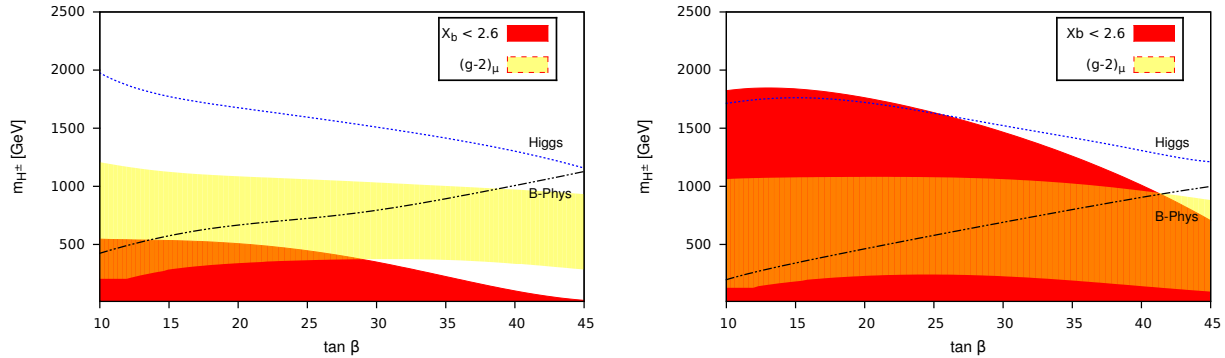 2500
2000
1500
1000
500
m_H± [GeV]
10 15 20 25 30 35 40 45
tan β
X_b < 2.6
(g-2)_μ
Higgs
B-Phys
2500
2000
1500
1000
500
m_H± [GeV]
10 15 20 25 30 35 40 45
tan β
Xb < 2.6
(g-2)_μ
Higgs
B-Phys